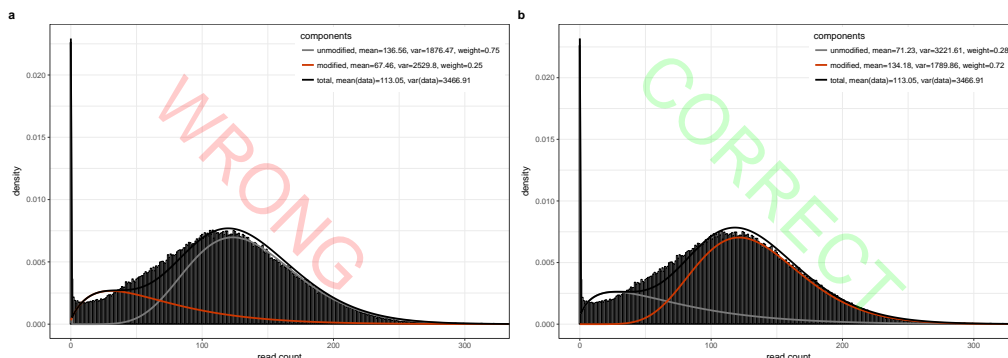 a
components
unmodified, mean=136.56, var=1876.47, weight=0.75
modified, mean=67.46, var=2529.8, weight=0.25
total, mean(data)=113.05, var(data)=3466.91
WRONG
density
0.020
0.015
0.010
0.005
0.000
0
100
200
300
read count
b
components
unmodified, mean=71.23, var=3221.61, weight=0.28
modified, mean=134.18, var=1789.86, weight=0.72
total, mean(data)=113.05, var(data)=3466.91
CORRECT
density
0.020
0.015
0.010
0.005
0.000
0
100
200
300
read count